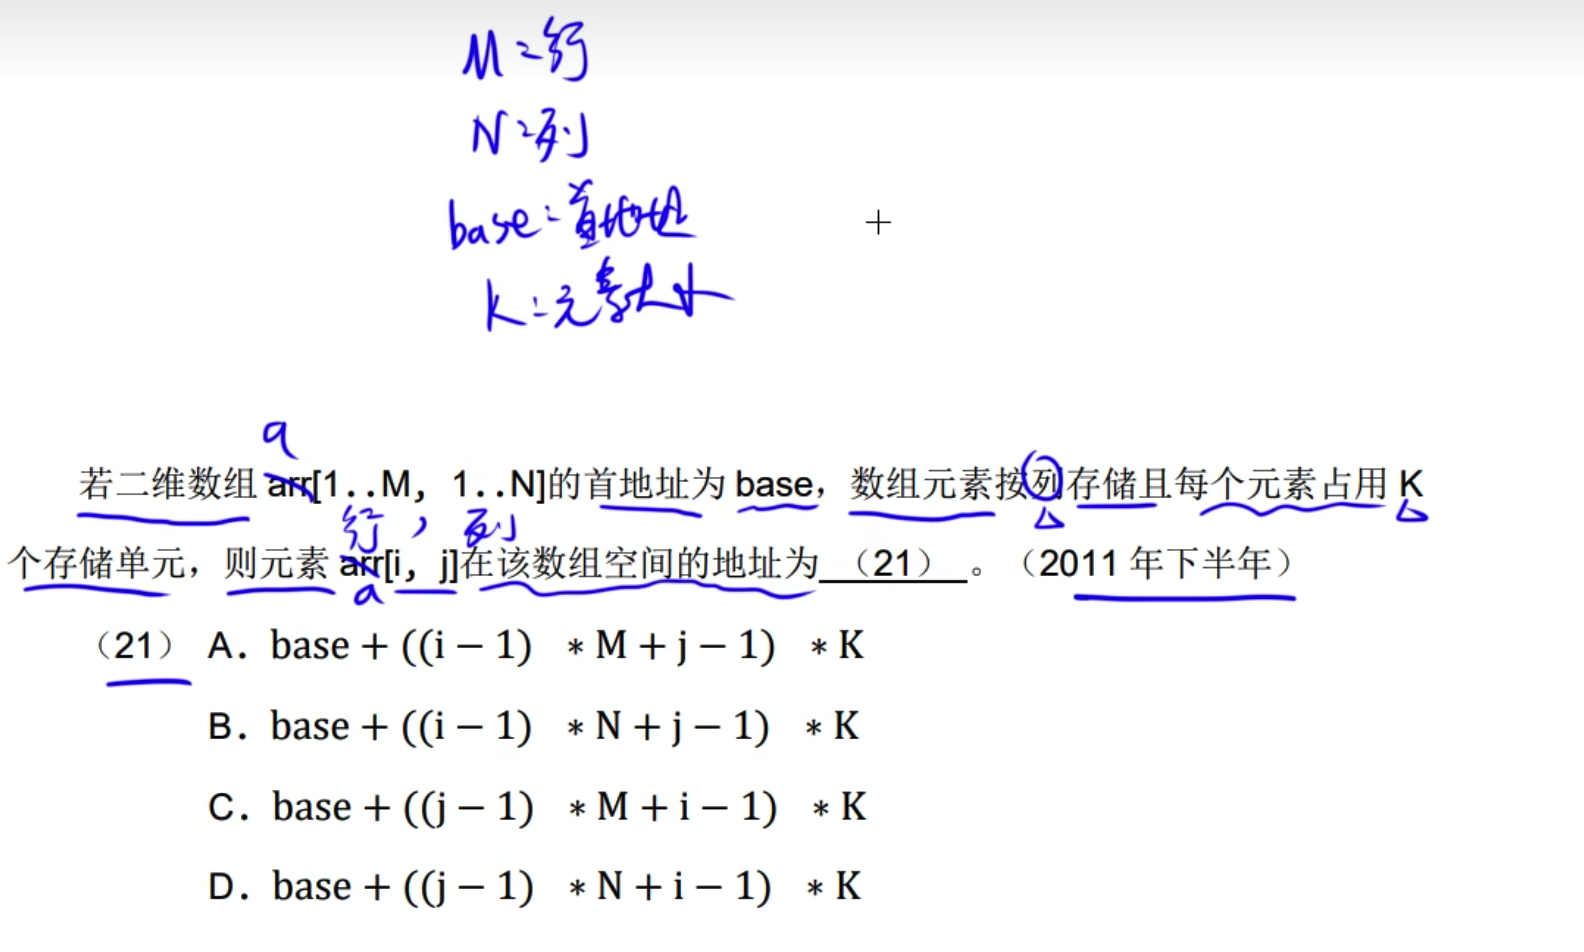 M=行
N=列
base:首地址
K:元素大小
a
若二维数组 arr[1..M, 1..N]的首地址为 base，数组元素按列存储且每个元素占用 K
行，列
个存储单元，则元素 arr[i, j]在该数组空间的地址为 （21） 。（2011 年下半年）
a
（21） A. base + ((i − 1) * M + j − 1) * K
B. base + ((i − 1) * N + j − 1) * K
C. base + ((j − 1) * M + i − 1) * K
D. base + ((j − 1) * N + i − 1) * K